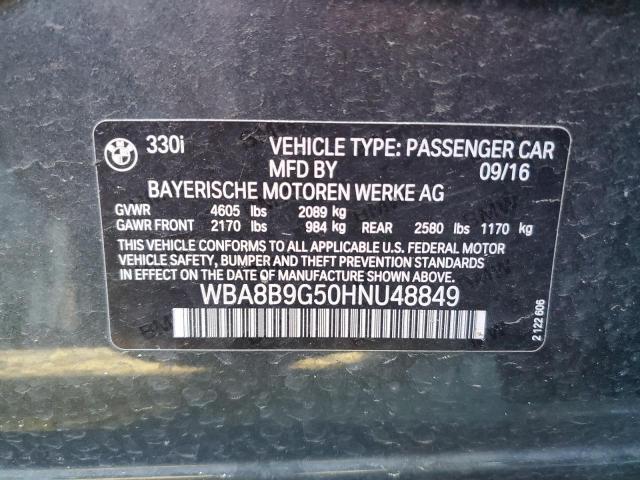 330i VEHICLE TYPE: PASSENGER CAR
MFD BY 09/16
BAYERISCHE MOTOREN WERKE AG
GVWR 4605 lbs 2089 kg
GAWR FRONT 2170 lbs 984 kg REAR 2580 lbs 1170 kg
THIS VEHICLE CONFORMS TO ALL APPLICABLE U.S. FEDERAL MOTOR
VEHICLE SAFETY, BUMPER AND THEFT PREVENTION STANDARDS
IN EFFECT ON THE DATE OF MANUFACTURE SHOWN ABOVE.
WBA8B9G50HNU48849
2 122 606